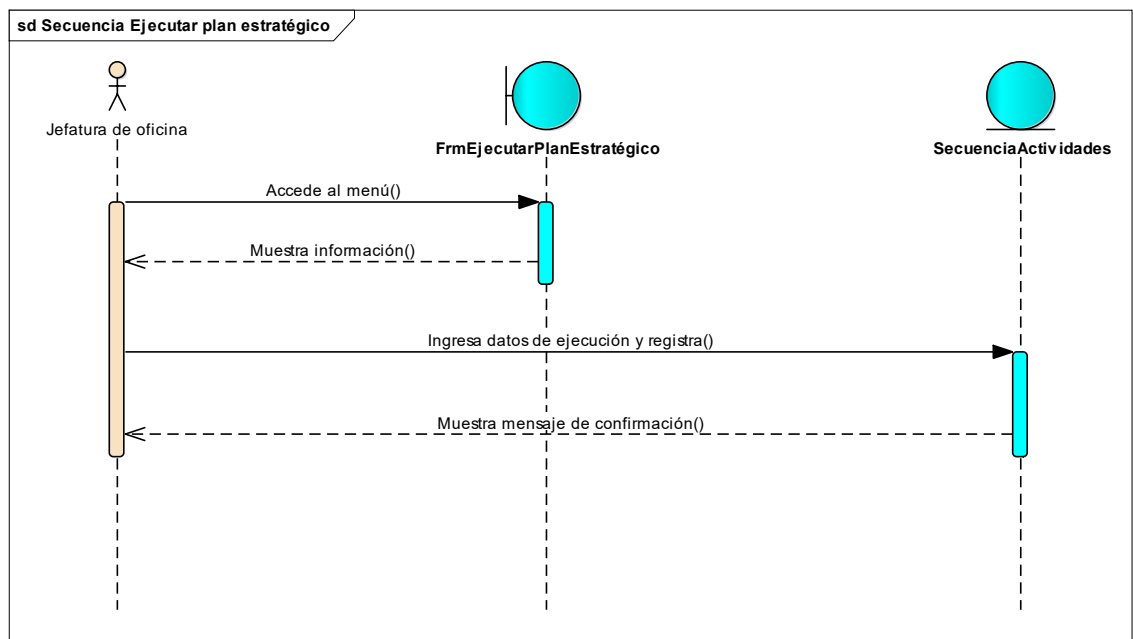 sd Secuencia Ejecutar plan estratégico
Jefatura de oficina
FrmEjecutarPlanEstratégico
SecuenciaActividades
Accede al menú()
Muestra información()
Ingresa datos de ejecución y registra()
Muestra mensaje de confirmación()